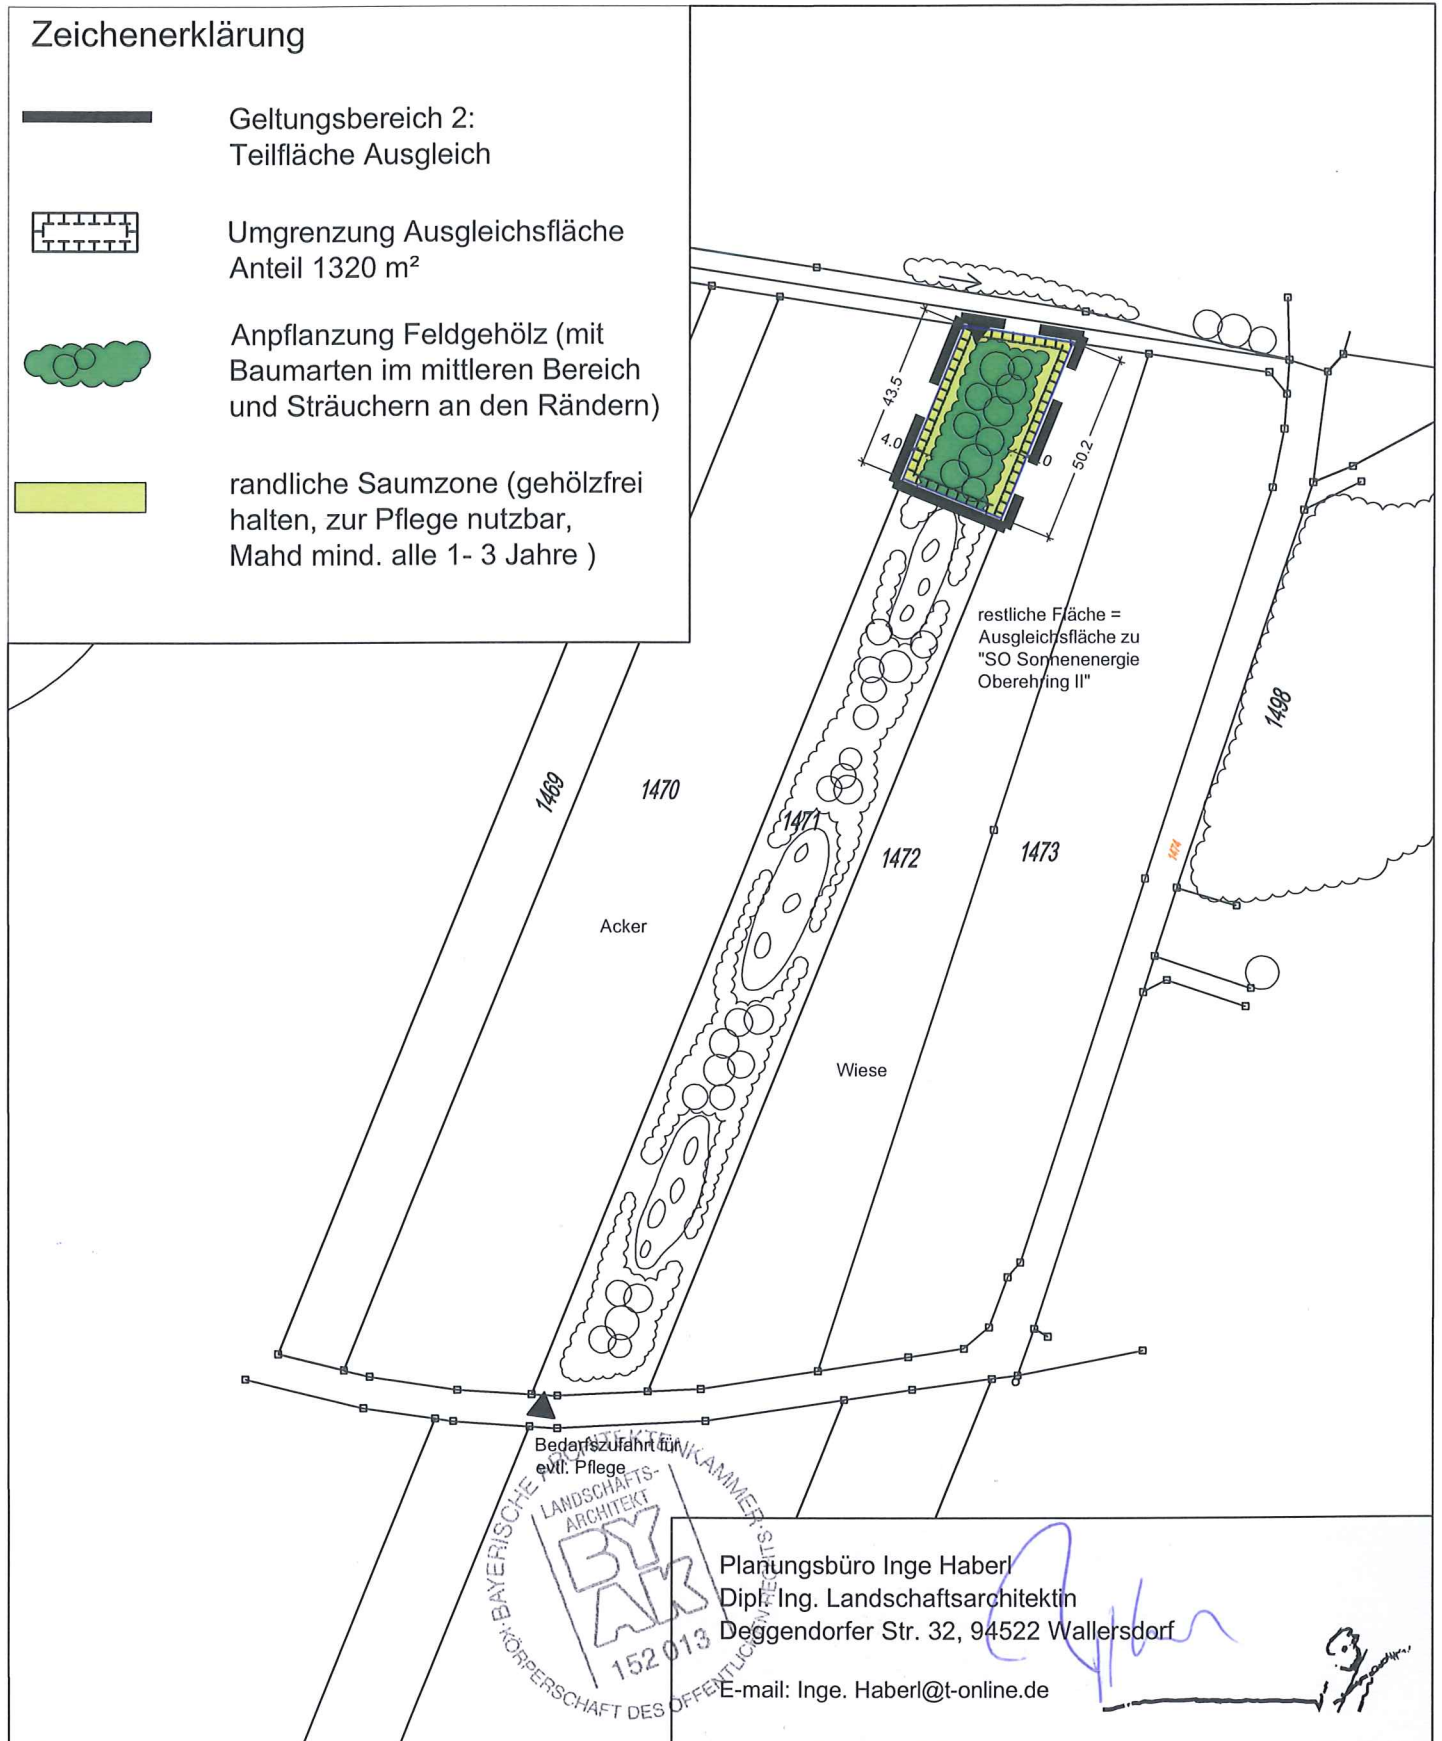 Zeichenerklärung
Geltungsbereich 2:
Teilfläche Ausgleich
Umgrenzung Ausgleichsfläche
Anteil 1320 m²
Anpflanzung Feldgehölz (mit
Baumarten im mittleren Bereich
und Sträuchern an den Rändern)
randliche Saumzone (gehölzfrei
halten, zur Pflege nutzbar,
Mahd mind. alle 1- 3 Jahre )
43.5
4.0
.0
50.2
restliche Fläche =
Ausgleichsfläche zu
"SO Sonnenenergie
Oberehring II"
1498
1469
1470
1471
1472
1473
1474
Acker
Wiese
Bedarfszufahrt für
evtl. Pflege
BAYERISCHE ARCHITEKTENKAMMER
KÖRPERSCHAFT DES ÖFFENTLICHEN RECHTS
LANDSCHAFTS-
ARCHITEKT
BY
AK
152 013
Planungsbüro Inge Haberl
Dipl. Ing. Landschaftsarchitektin
Deggendorfer Str. 32, 94522 Wallersdorf
E-mail: Inge. Haberl@t-online.de